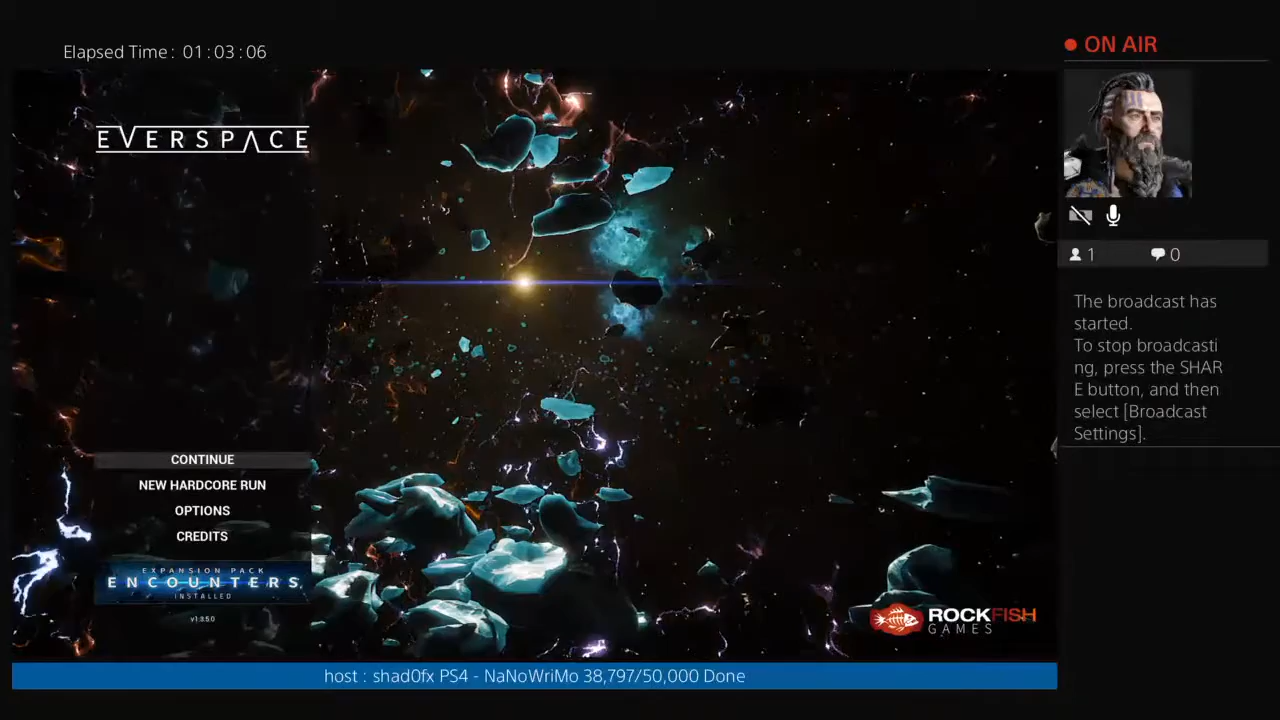 Elapsed Time: 01:03:06
ON AIR
EVERSPACE
1 0
The broadcast has
started.
To stop broadcasti
ng, press the SHAR
E button, and then
select [Broadcast
Settings].
CONTINUE
NEW HARDCORE RUN
OPTIONS
CREDITS
EXPANSION PACK
ENCOUNTERS
INSTALLED
v1.3.5.0
ROCKFISH
GAMES
host : shad0fx PS4 - NaNoWriMo 38,797/50,000 Done